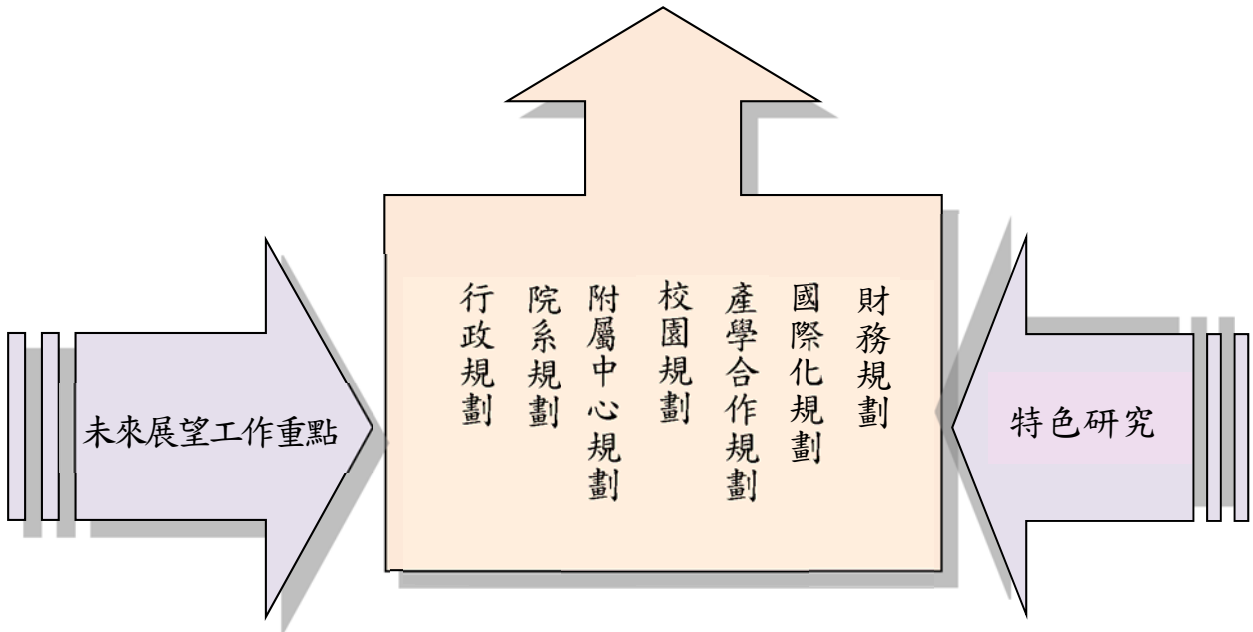 未來展望工作重點
行政規劃
院系規劃
附屬中心規劃
校園規劃
產學合作規劃
國際化規劃
財務規劃
特色研究